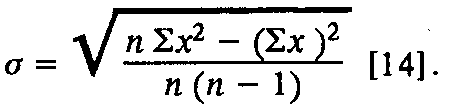 σ = √((n Σx² − (Σx)²) / (n (n − 1))) [14].